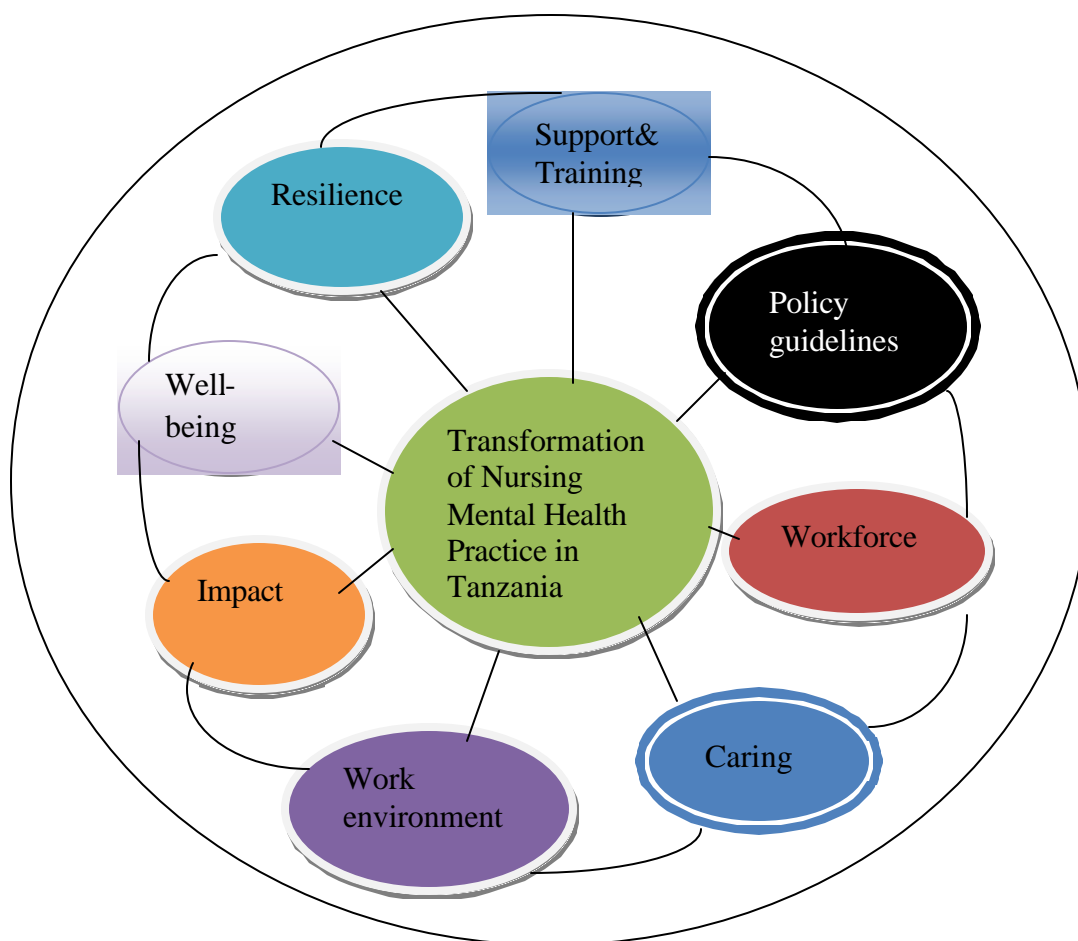 Support&
Training
Resilience
Policy
guidelines
Well-
being
Transformation
of Nursing
Mental Health
Practice in
Tanzania
Workforce
Impact
Caring
Work
environment